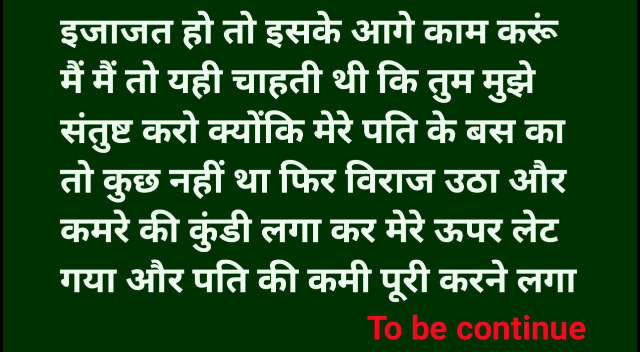 इजाजत हो तो इसके आगे काम करूं
मैं मैं तो यही चाहती थी कि तुम मुझे
संतुष्ट करो क्योंकि मेरे पति के बस का
तो कुछ नहीं था फिर विराज उठा और
कमरे की कुंडी लगा कर मेरे ऊपर लेट
गया और पति की कमी पूरी करने लगा
To be continue